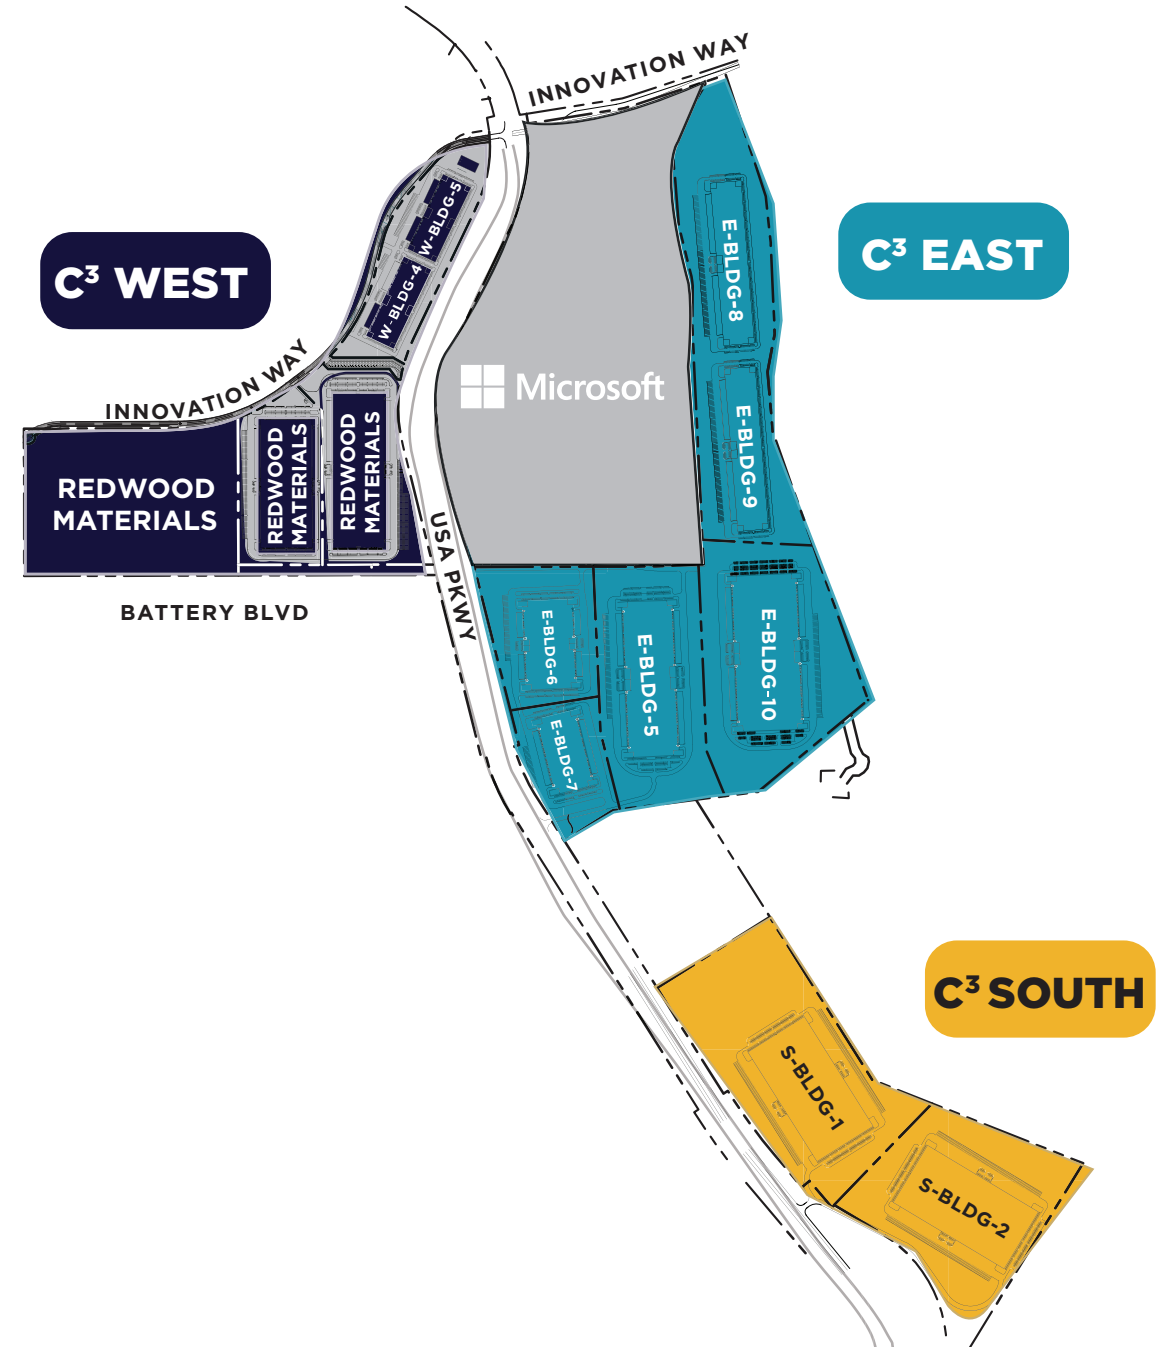 INNOVATION WAY
W-BLDG-5
W-BLDG-4
C³ WEST
C³ EAST
E-BLDG-8
INNOVATION WAY
Microsoft
E-BLDG-9
REDWOOD
MATERIALS
REDWOOD
MATERIALS
REDWOOD
MATERIALS
USA PKWY
BATTERY BLVD
E-BLDG-6
E-BLDG-5
E-BLDG-10
E-BLDG-7
C³ SOUTH
S-BLDG-1
S-BLDG-2